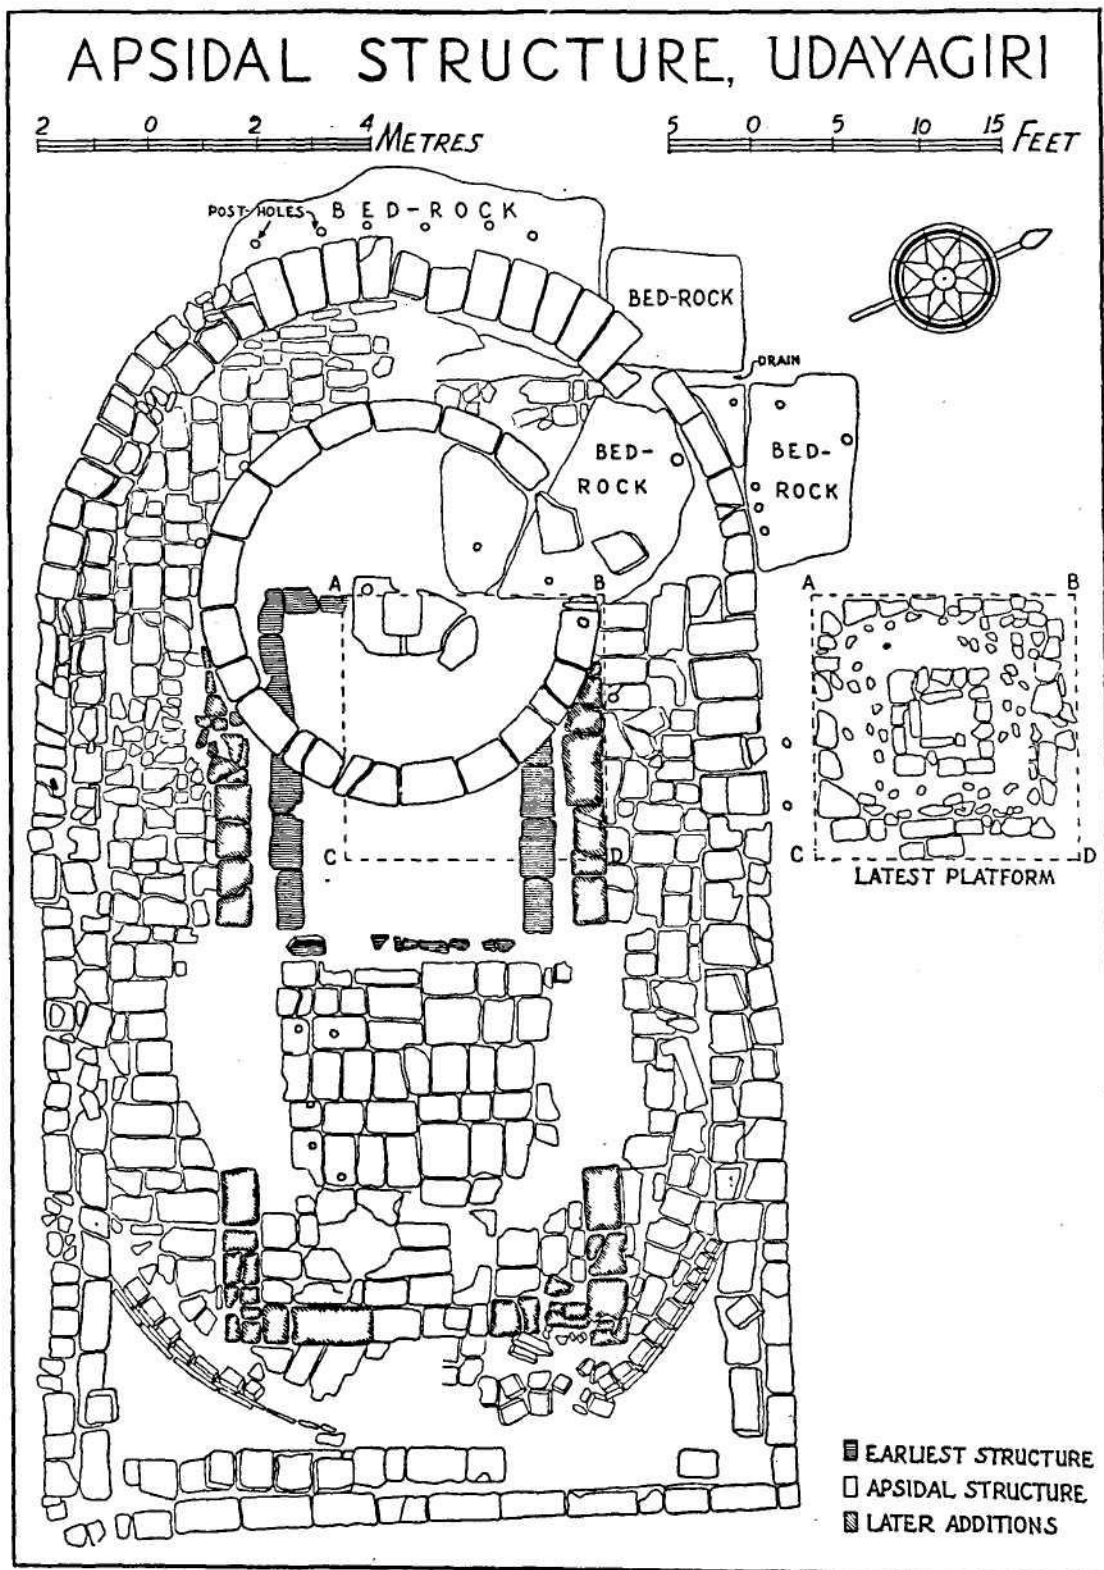 APSIDAL STRUCTURE, UDAYAGIRI
2 0 2 4 METRES
5 0 5 10 15 FEET
POST-HOLES
BED-ROCK
BED-ROCK
DRAIN
BED-
ROCK
BED-
ROCK
A B
A B
C D
C D
LATEST PLATFORM
EARLIEST STRUCTURE
APSIDAL STRUCTURE
LATER ADDITIONS